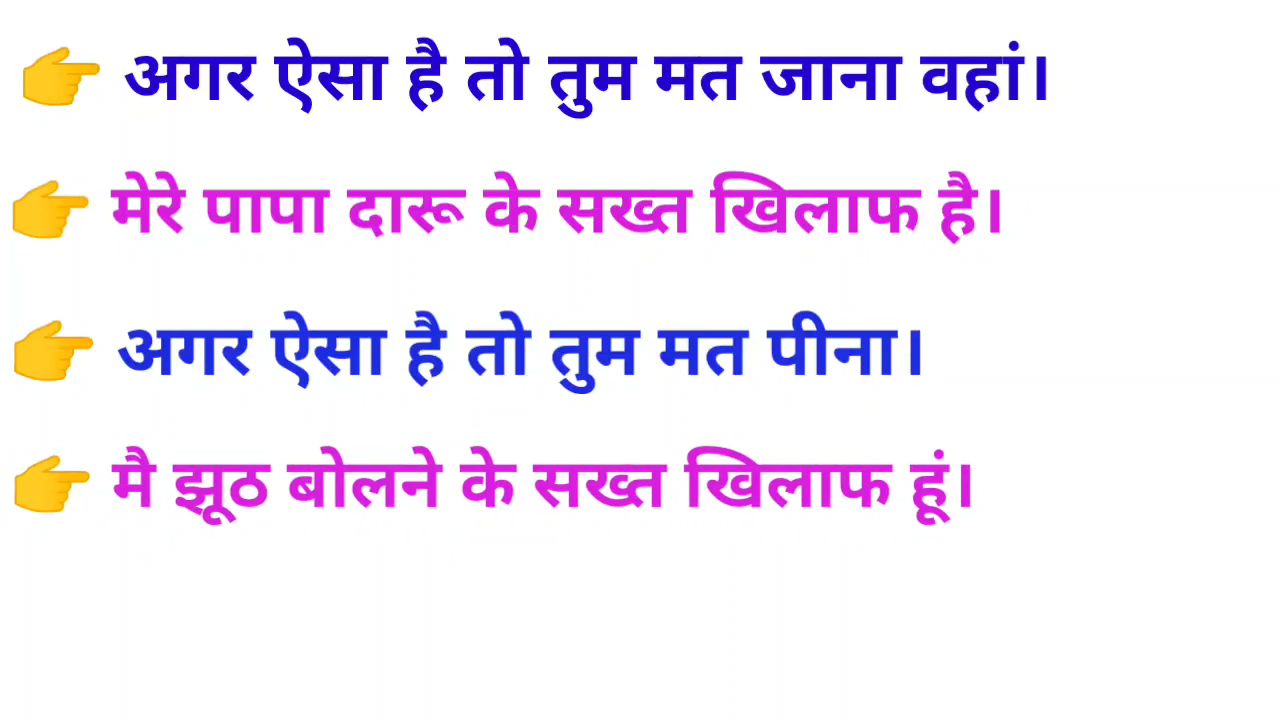 👉 अगर ऐसा है तो तुम मत जाना वहां।
👉 मेरे पापा दारू के सख्त खिलाफ है।
👉 अगर ऐसा है तो तुम मत पीना।
👉 मै झूठ बोलने के सख्त खिलाफ हूं।